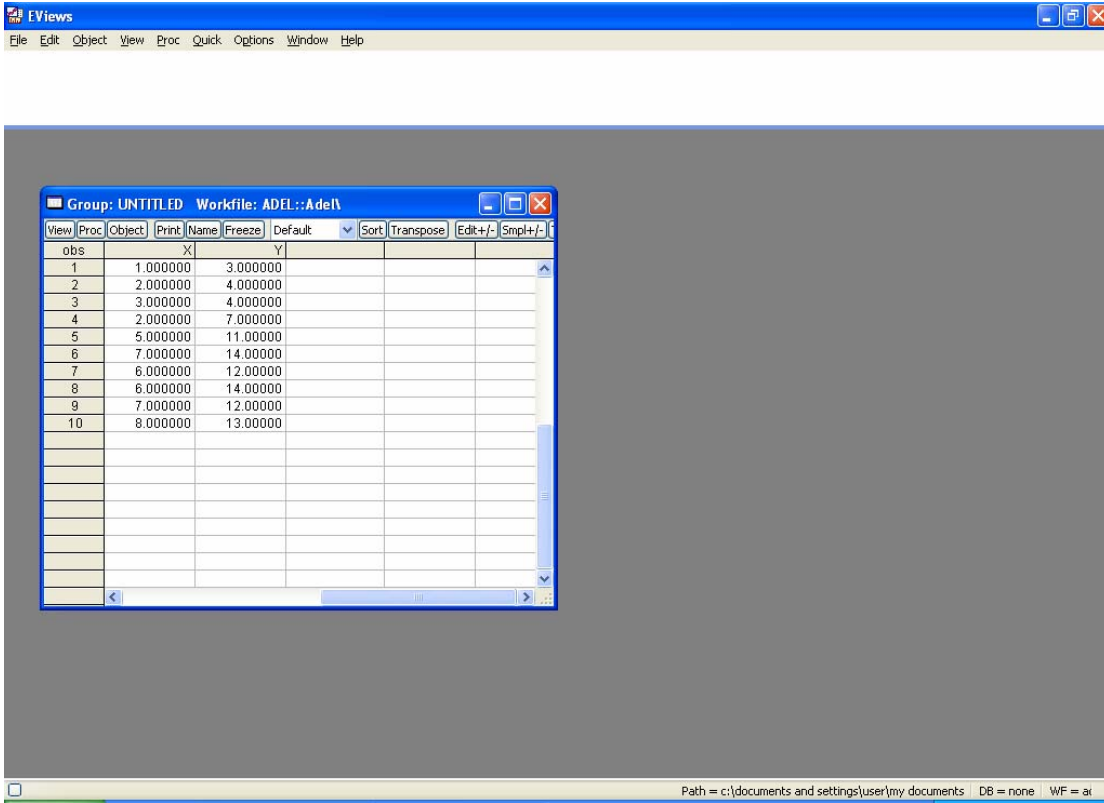 EViews
File Edit Object View Proc Quick Options Window Help
Group: UNTITLED Workfile: ADEL::Adel\
View Proc Object Print Name Freeze Default Sort Transpose Edit+/- Smpl+/-
obs X Y
1 1.000000 3.000000
2 2.000000 4.000000
3 3.000000 4.000000
4 2.000000 7.000000
5 5.000000 11.00000
6 7.000000 14.00000
7 6.000000 12.00000
8 6.000000 14.00000
9 7.000000 12.00000
10 8.000000 13.00000
Path = c:\documents and settings\user\my documents DB = none WF =